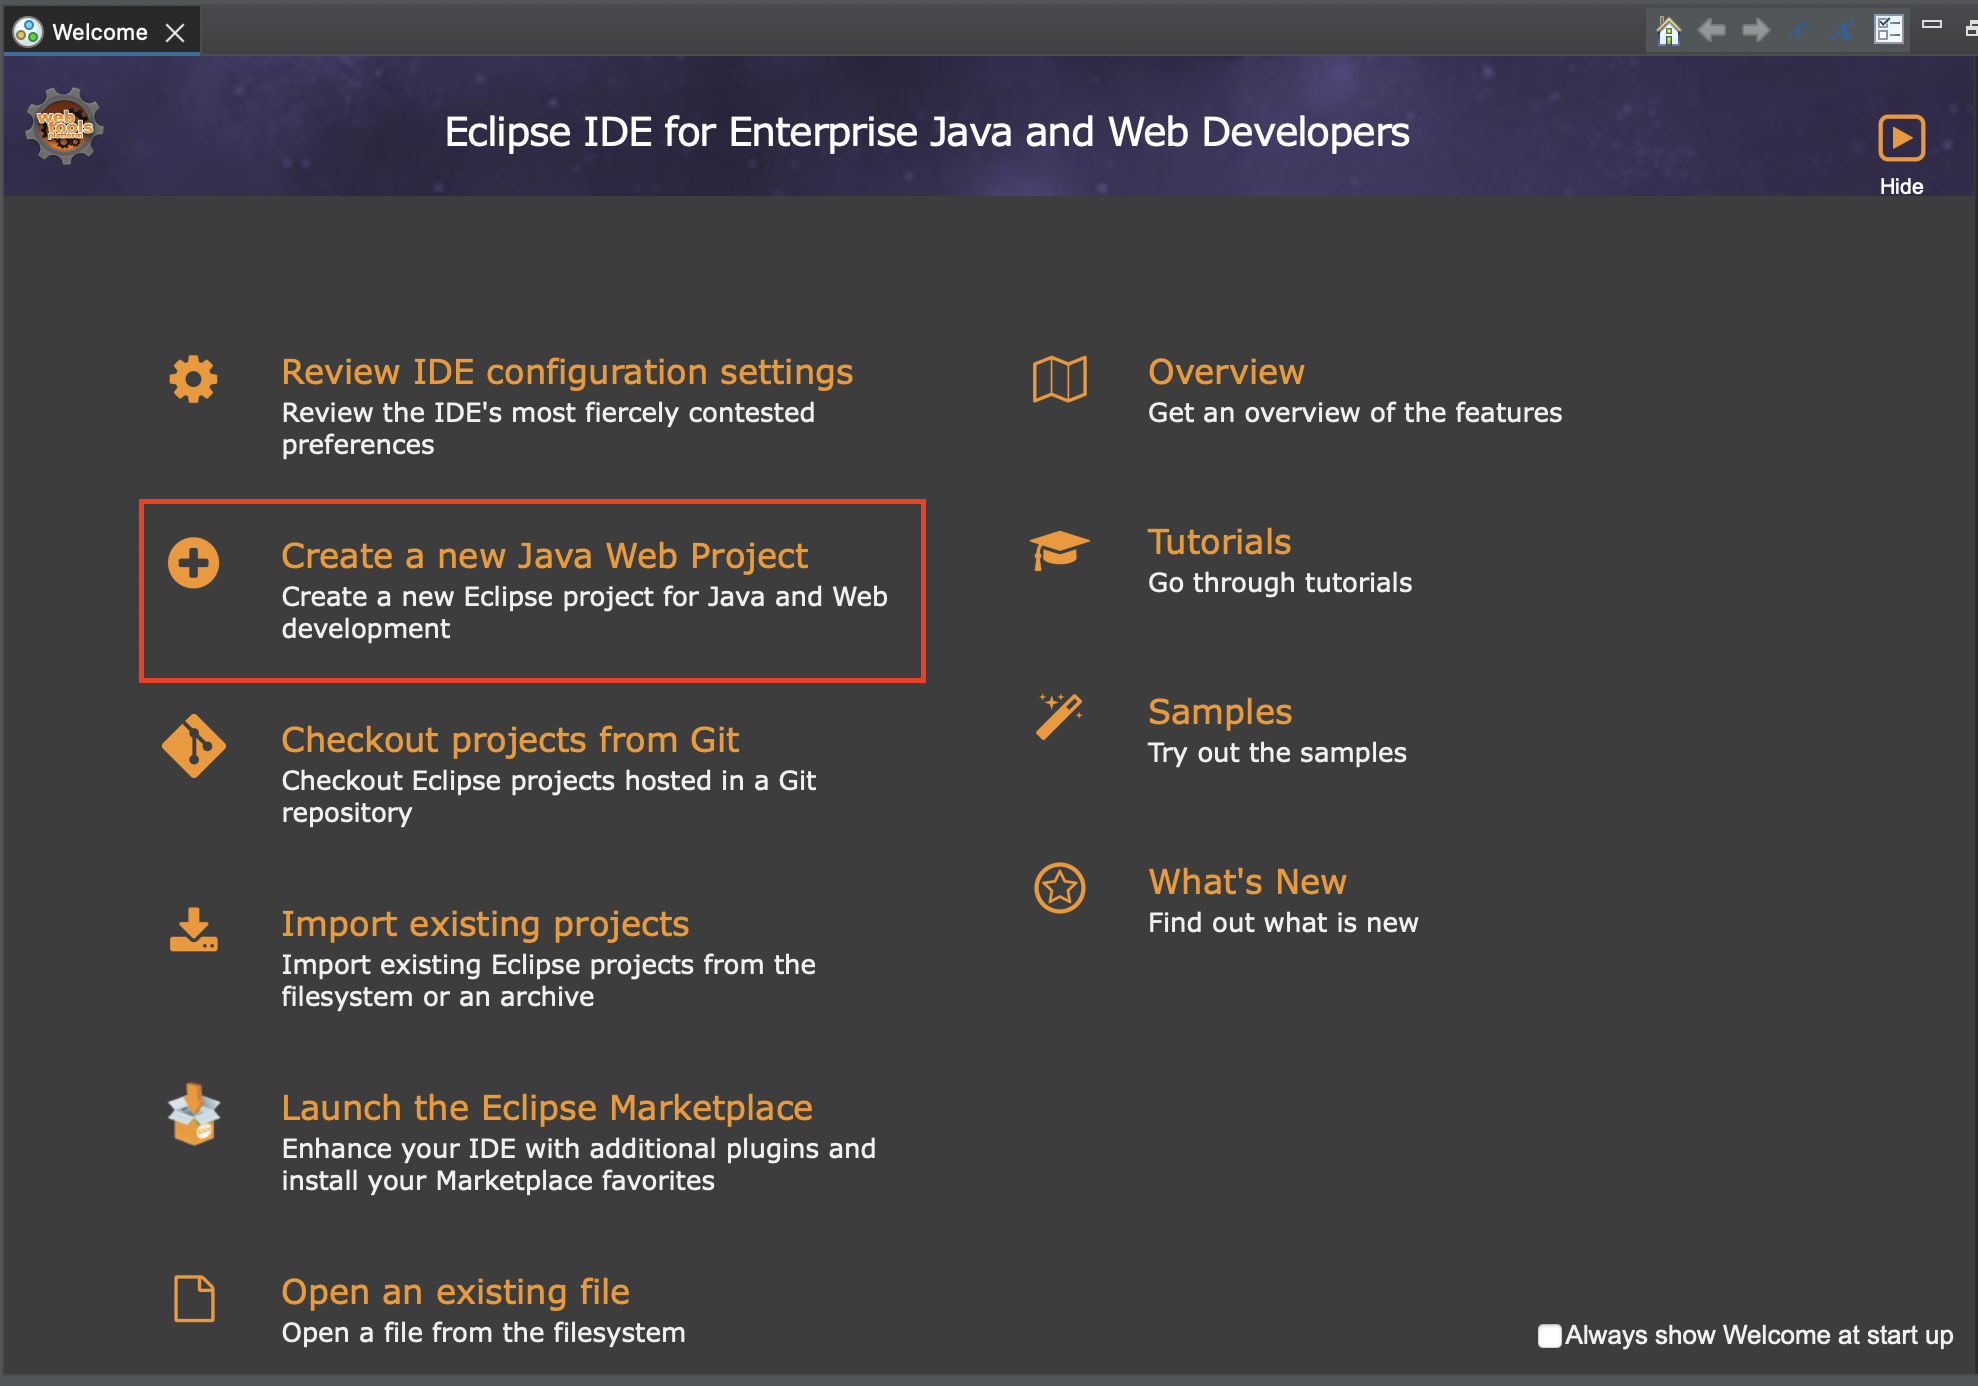 Welcome
web
tools
platform
Eclipse IDE for Enterprise Java and Web Developers
Hide
Review IDE configuration settings
Review the IDE's most fiercely contested
preferences
Create a new Java Web Project
Create a new Eclipse project for Java and Web
development
Checkout projects from Git
Checkout Eclipse projects hosted in a Git
repository
Import existing projects
Import existing Eclipse projects from the
filesystem or an archive
Launch the Eclipse Marketplace
Enhance your IDE with additional plugins and
install your Marketplace favorites
Open an existing file
Open a file from the filesystem
Overview
Get an overview of the features
Tutorials
Go through tutorials
Samples
Try out the samples
What's New
Find out what is new
Always show Welcome at start up